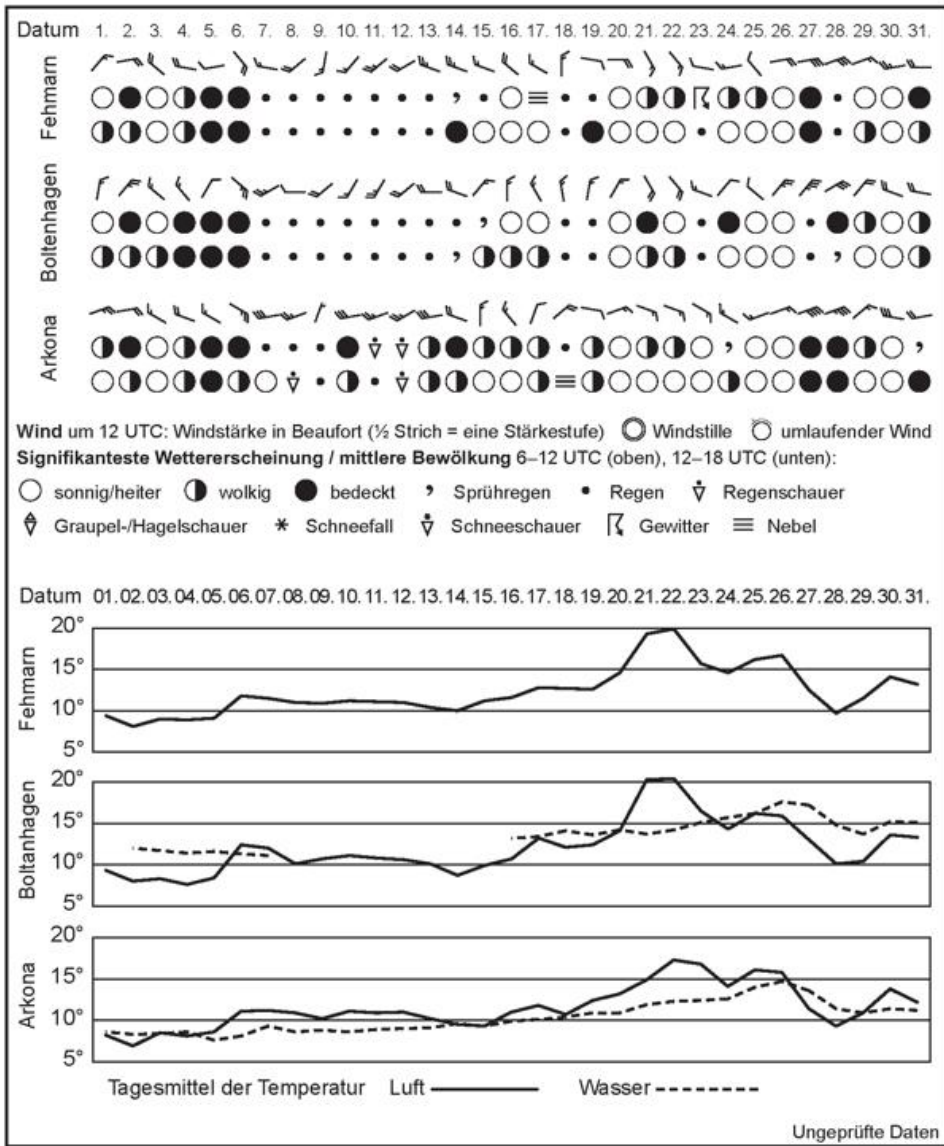 Datum 1. 2. 3. 4. 5. 6. 7. 8. 9. 10. 11. 12. 13. 14. 15. 16. 17. 18. 19. 20. 21. 22. 23. 24. 25. 26. 27. 28. 29. 30. 31.
Fehmarn
Boltenhagen
Arkona
Wind um 12 UTC: Windstärke in Beaufort (½ Strich = eine Stärkestufe) Windstille umlaufender Wind
Signifikanteste Wettererscheinung / mittlere Bewölkung 6–12 UTC (oben), 12–18 UTC (unten):
sonnig/heiter wolkig bedeckt Sprühregen Regen Regenschauer
Graupel-/Hagelschauer Schneefall Schneeschauer Gewitter Nebel
Datum 01. 02. 03. 04. 05. 06. 07. 08. 09. 10. 11. 12. 13. 14. 15. 16. 17. 18. 19. 20. 21. 22. 23. 24. 25. 26. 27. 28. 29. 30. 31.
Fehmarn
20°
15°
10°
5°
Boltanhagen
20°
15°
10°
5°
Arkona
20°
15°
10°
5°
Tagesmittel der Temperatur Luft Wasser
Ungeprüfte Daten